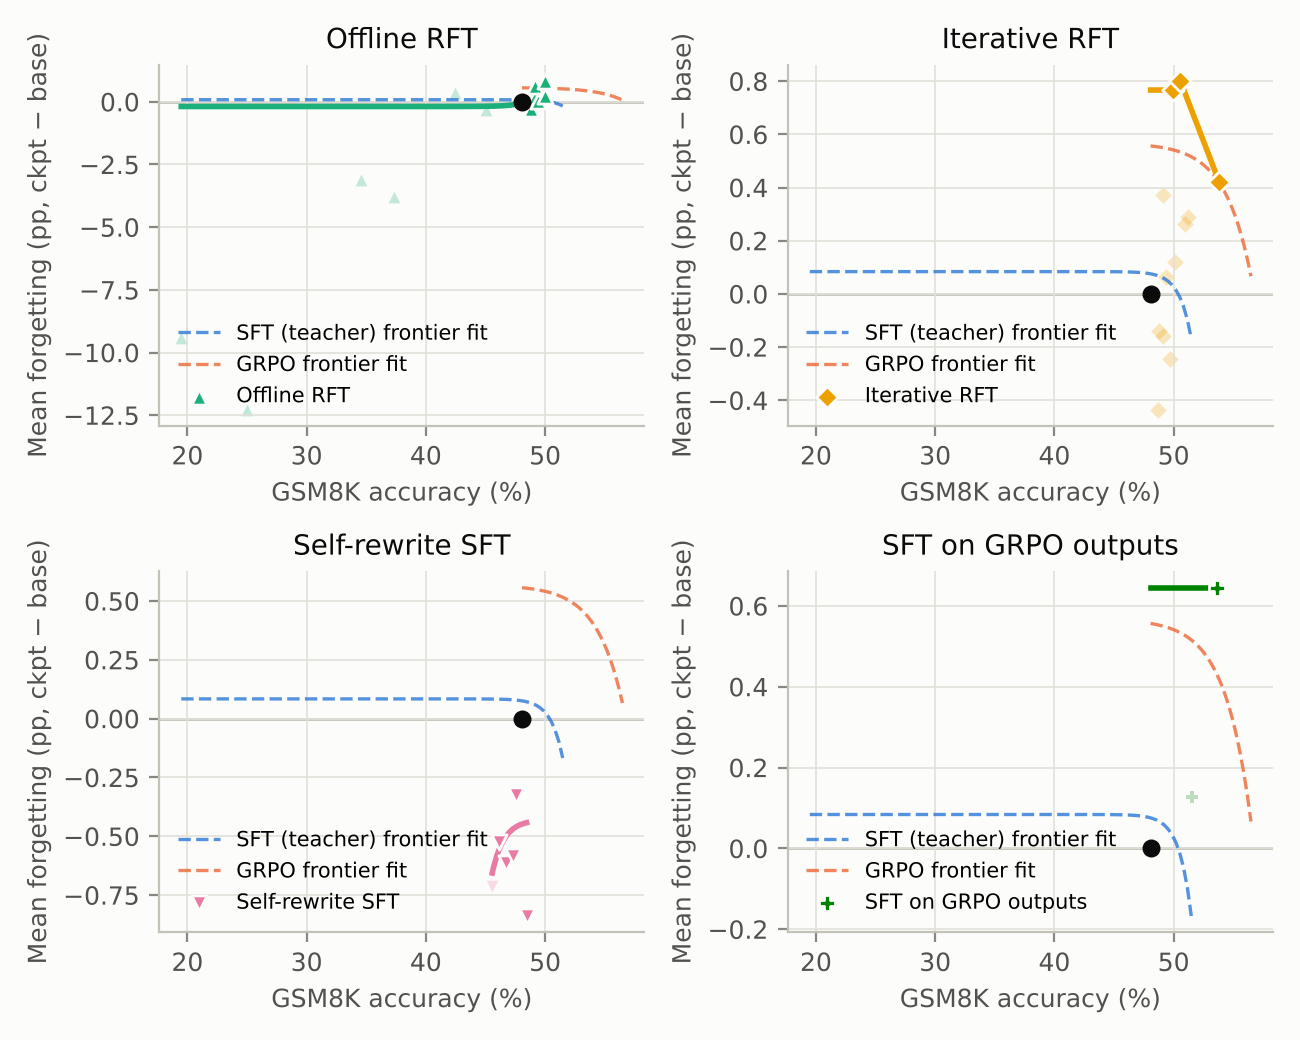 Offline RFT
Mean forgetting (pp, ckpt − base)
0.0
−2.5
−5.0
−7.5
−10.0
−12.5
SFT (teacher) frontier fit
GRPO frontier fit
Offline RFT
20 30 40 50
GSM8K accuracy (%)
Iterative RFT
Mean forgetting (pp, ckpt − base)
0.8
0.6
0.4
0.2
0.0
−0.2
−0.4
SFT (teacher) frontier fit
GRPO frontier fit
Iterative RFT
20 30 40 50
GSM8K accuracy (%)
Self-rewrite SFT
Mean forgetting (pp, ckpt − base)
0.50
0.25
0.00
−0.25
−0.50
−0.75
SFT (teacher) frontier fit
GRPO frontier fit
Self-rewrite SFT
20 30 40 50
GSM8K accuracy (%)
SFT on GRPO outputs
Mean forgetting (pp, ckpt − base)
0.6
0.4
0.2
0.0
−0.2
SFT (teacher) frontier fit
GRPO frontier fit
SFT on GRPO outputs
20 30 40 50
GSM8K accuracy (%)